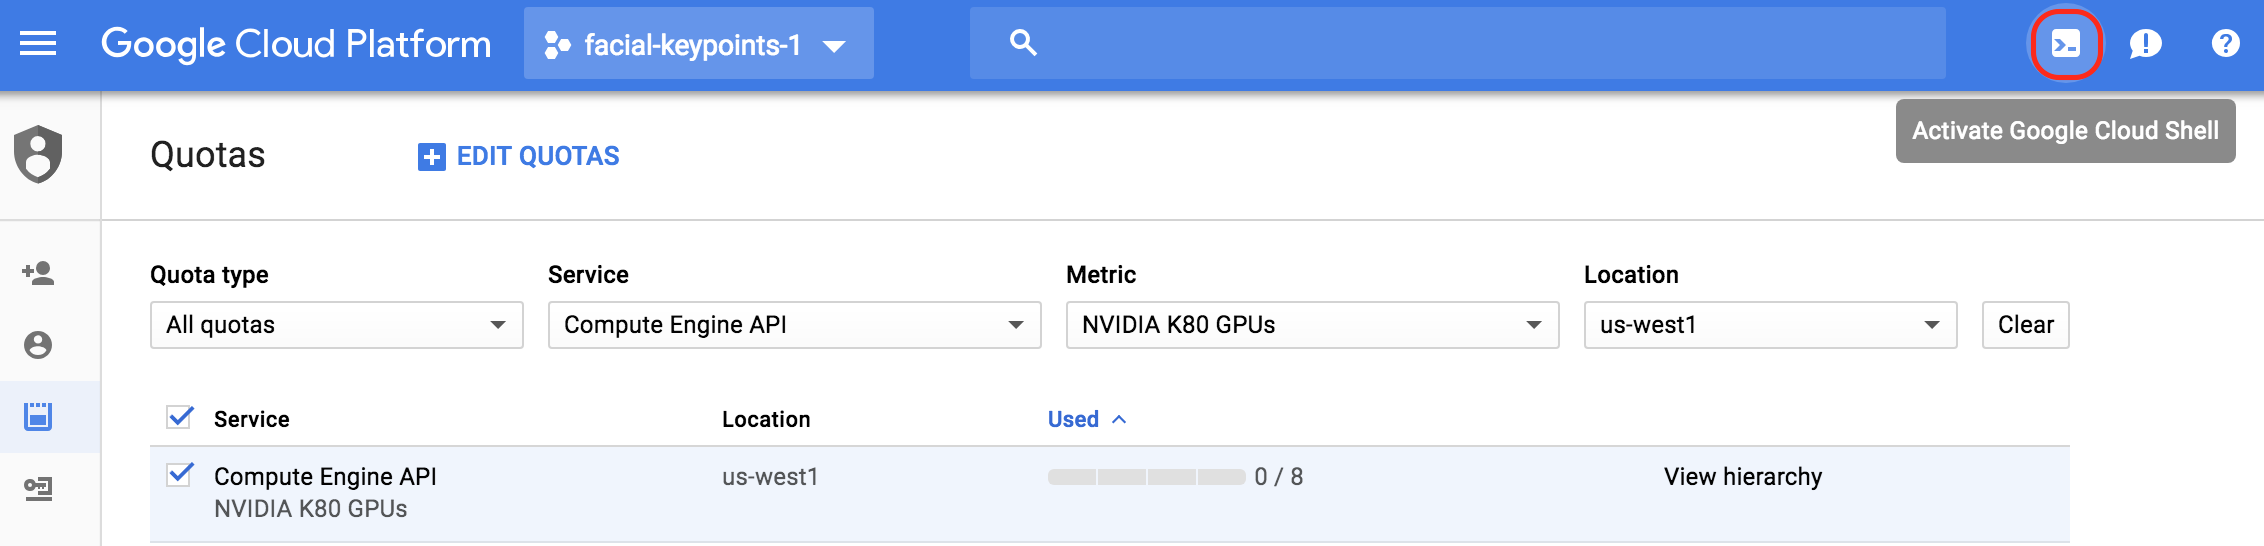 Google Cloud Platform
facial-keypoints-1
Activate Google Cloud Shell
Quotas
EDIT QUOTAS
Quota type
Service
Metric
Location
All quotas
Compute Engine API
NVIDIA K80 GPUs
us-west1
Clear
Service
Location
Used
Compute Engine API
us-west1
0 / 8
View hierarchy
NVIDIA K80 GPUs